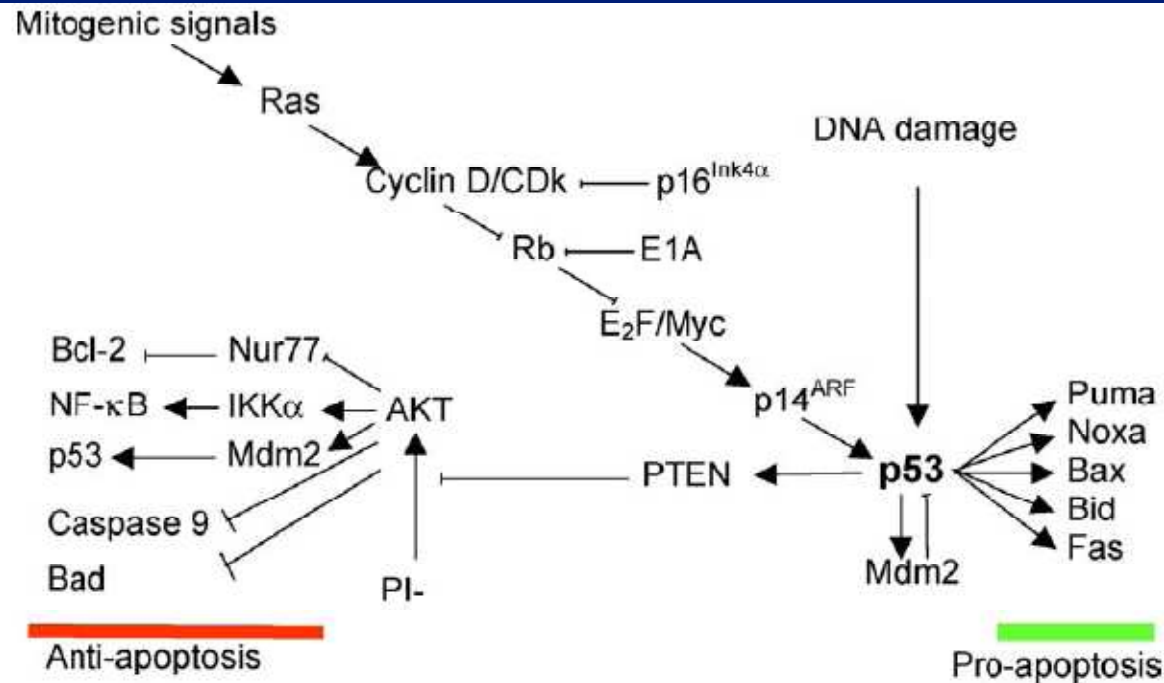 Mitogenic signals
Ras
DNA damage
Cyclin D/CDk
p16Ink4α
Rb
E1A
E2F/Myc
Bcl-2
Nur77
p14ARF
Puma
NF-κB
IKKα
AKT
Noxa
p53
Mdm2
PTEN
p53
Bax
Bid
Caspase 9
Fas
Mdm2
Bad
PI-
Anti-apoptosis
Pro-apoptosis